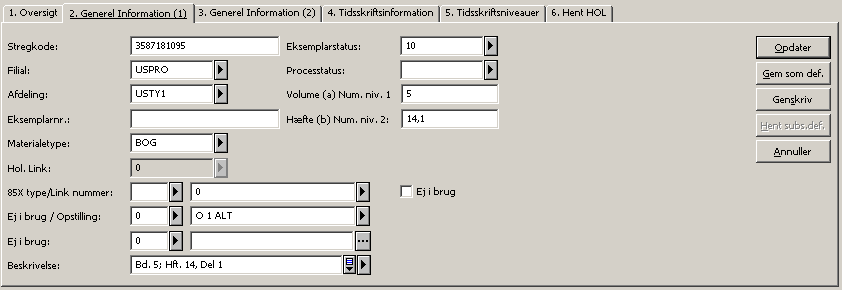 1. Oversigt 2. Generel Information (1) 3. Generel Information (2) 4. Tidsskriftsinformation 5. Tidsskriftsniveauer 6. Hent HOL
Stregkode: 3587181095 Eksemplarstatus: 10 Opdater
Filial: USPRO Processtatus: Gem som def.
Afdeling: USTY1 Volume (a) Num. niv. 1 5 Genskriv
Eksemplarnr.: Hæfte (b) Num. niv. 2: 14,1 Hent subs.def.
Materialetype: BOG Annuller
Hol. Link: 0
85X type/Link nummer: 0 Ej i brug
Ej i brug / Opstilling: 0 O 1 ALT
Ej i brug: 0 ...
Beskrivelse: Bd. 5; Hft. 14, Del 1